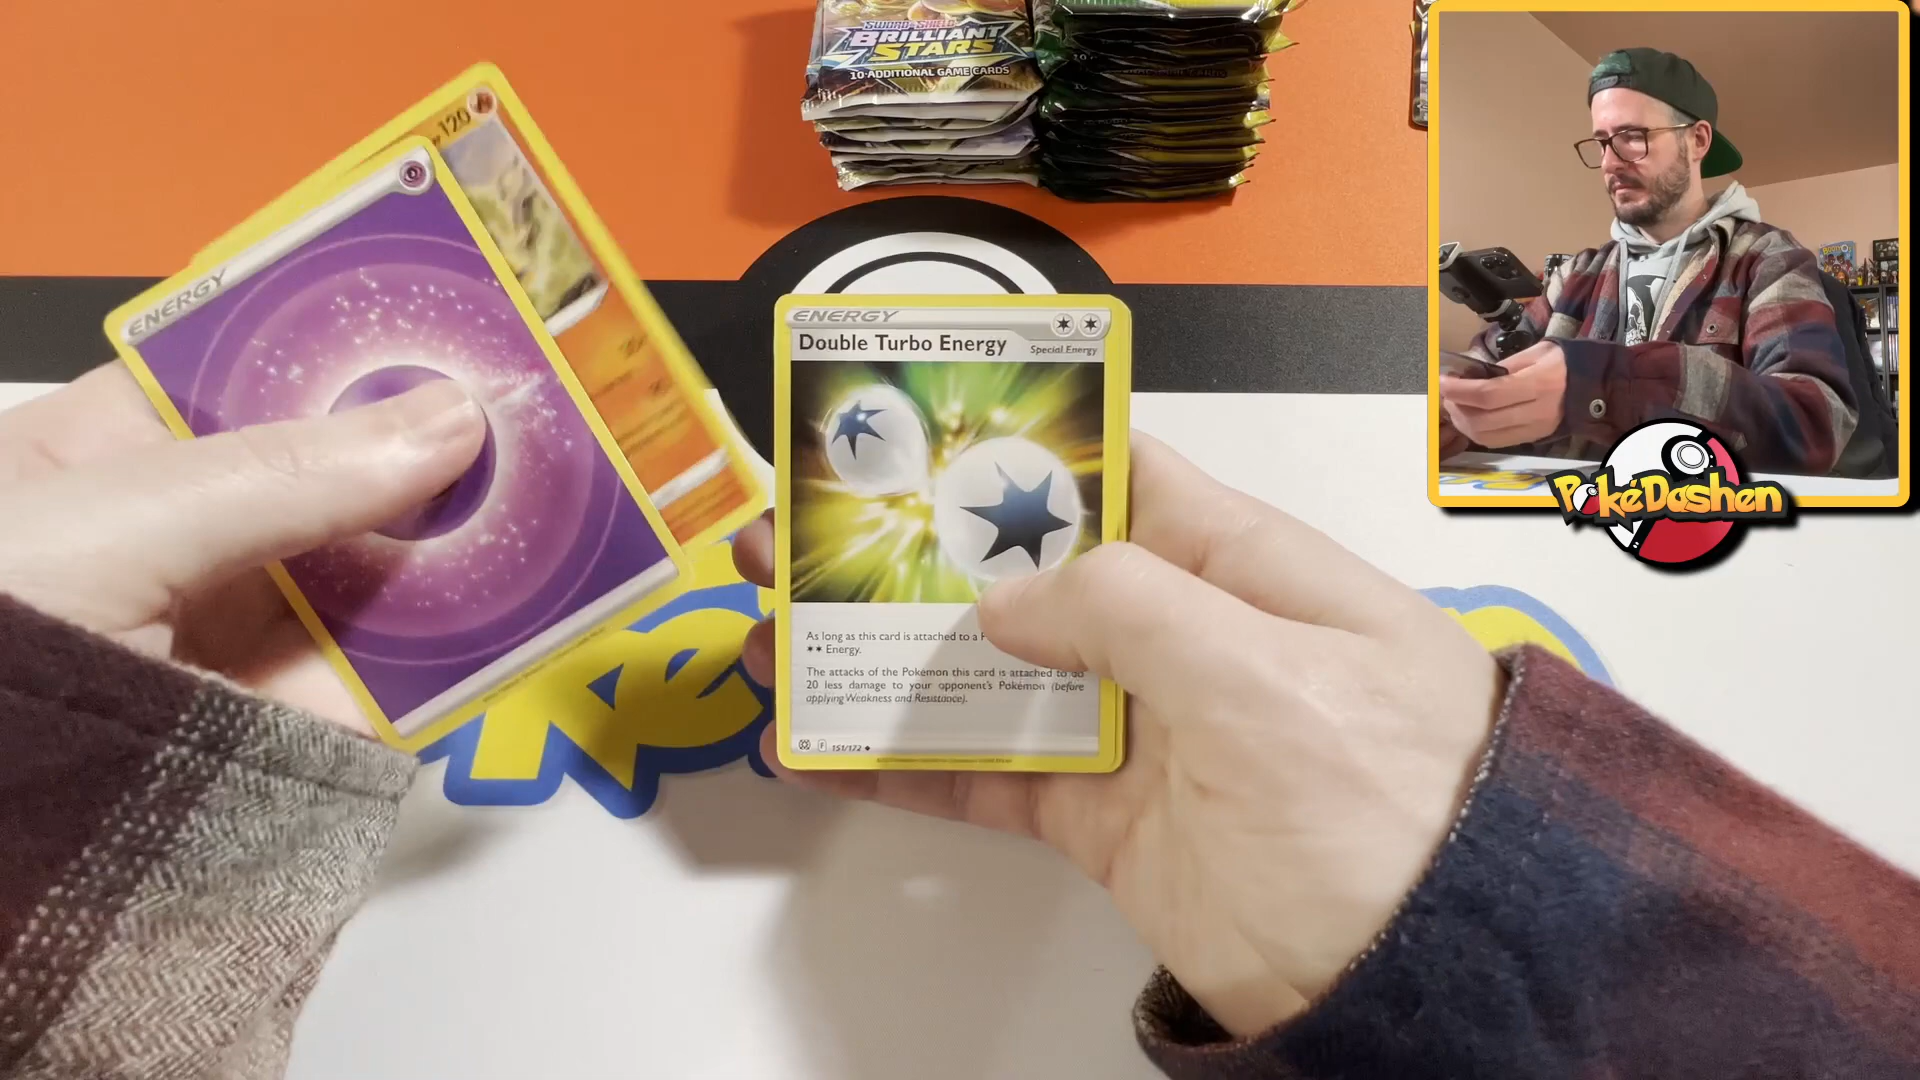 SWORD & SHIELD
BRILLIANT
STARS
10 ADDITIONAL GAME CARDS
120
ENERGY
ENERGY
Double Turbo Energy
Special Energy
As long as this card is attached to a P
Energy.
The attacks of the Pokémon this card is attached to do
20 less damage to your opponent's Pokémon (before
applying Weakness and Resistance).
F 151/172
PokéDashen